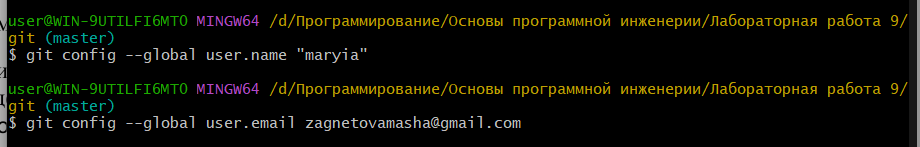 user@WIN-9UTILFI6MTO MINGW64 /d/Программирование/Основы программной инженерии/Лабораторная работа 9/
git (master)
$ git config --global user.name "maryia"
user@WIN-9UTILFI6MTO MINGW64 /d/Программирование/Основы программной инженерии/Лабораторная работа 9/
git (master)
$ git config --global user.email zagnetovamasha@gmail.com